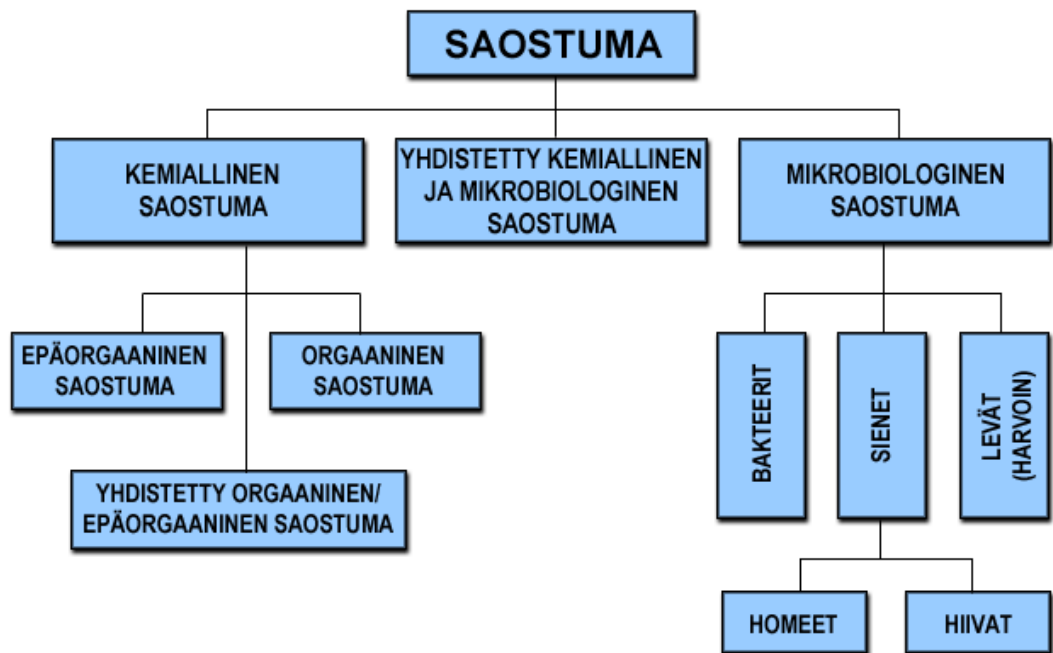 SAOSTUMA
KEMIALLINEN
SAOSTUMA
YHDISTETTY KEMIALLINEN
JA MIKROBIOLOGINEN
SAOSTUMA
MIKROBIOLOGINEN
SAOSTUMA
EPÄORGAANINEN
SAOSTUMA
ORGAANINEN
SAOSTUMA
YHDISTETTY ORGAANINEN/
EPÄORGAANINEN SAOSTUMA
BAKTEERIT
SIENET
LEVÄT
(HARVOIN)
HOMEET
HIIVAT